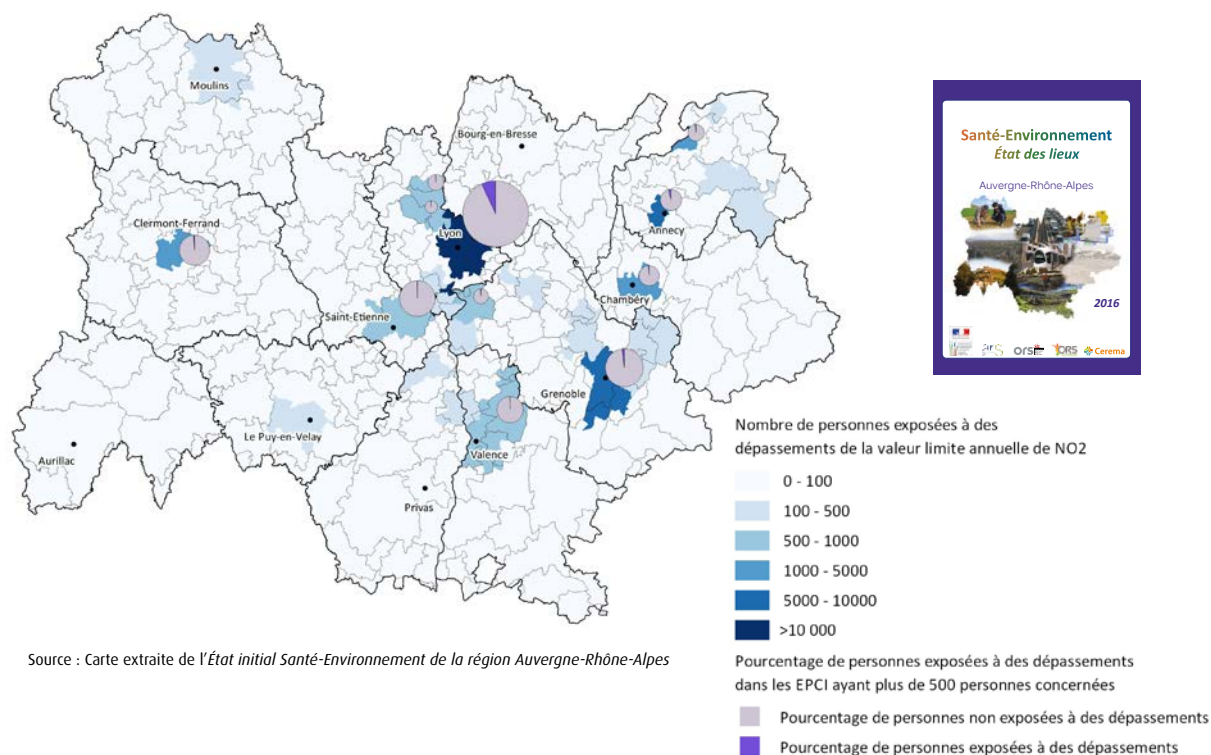 Moulins
Bourg-en-Bresse
Clermont-Ferrand
Lyon
Annecy
Chambéry
Saint-Etienne
Grenoble
Le Puy-en-Velay
Aurillac
Valence
Privas
Santé-Environnement
État des lieux
Auvergne-Rhône-Alpes
2016
ars
ORS
Cerema
Nombre de personnes exposées à des
dépassements de la valeur limite annuelle de NO2
0 - 100
100 - 500
500 - 1000
1000 - 5000
5000 - 10000
>10 000
Source : Carte extraite de l'État initial Santé-Environnement de la région Auvergne-Rhône-Alpes
Pourcentage de personnes exposées à des dépassements
dans les EPCI ayant plus de 500 personnes concernées
Pourcentage de personnes non exposées à des dépassements
Pourcentage de personnes exposées à des dépassements